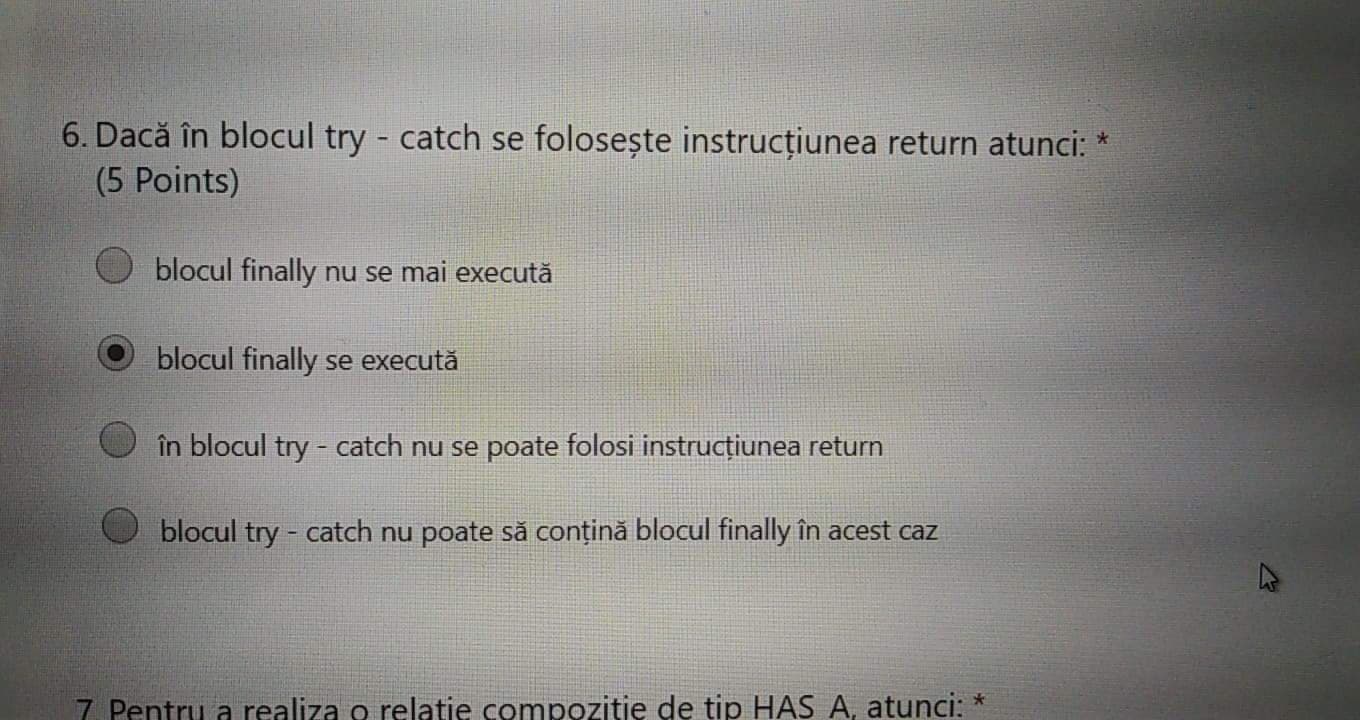 6. Dacă în blocul try - catch se folosește instrucțiunea return atunci: *
(5 Points)
blocul finally nu se mai execută
blocul finally se execută
în blocul try - catch nu se poate folosi instrucțiunea return
blocul try - catch nu poate să conțină blocul finally în acest caz
7. Pentru a realiza o relație compoziție de tip HAS_A, atunci: *